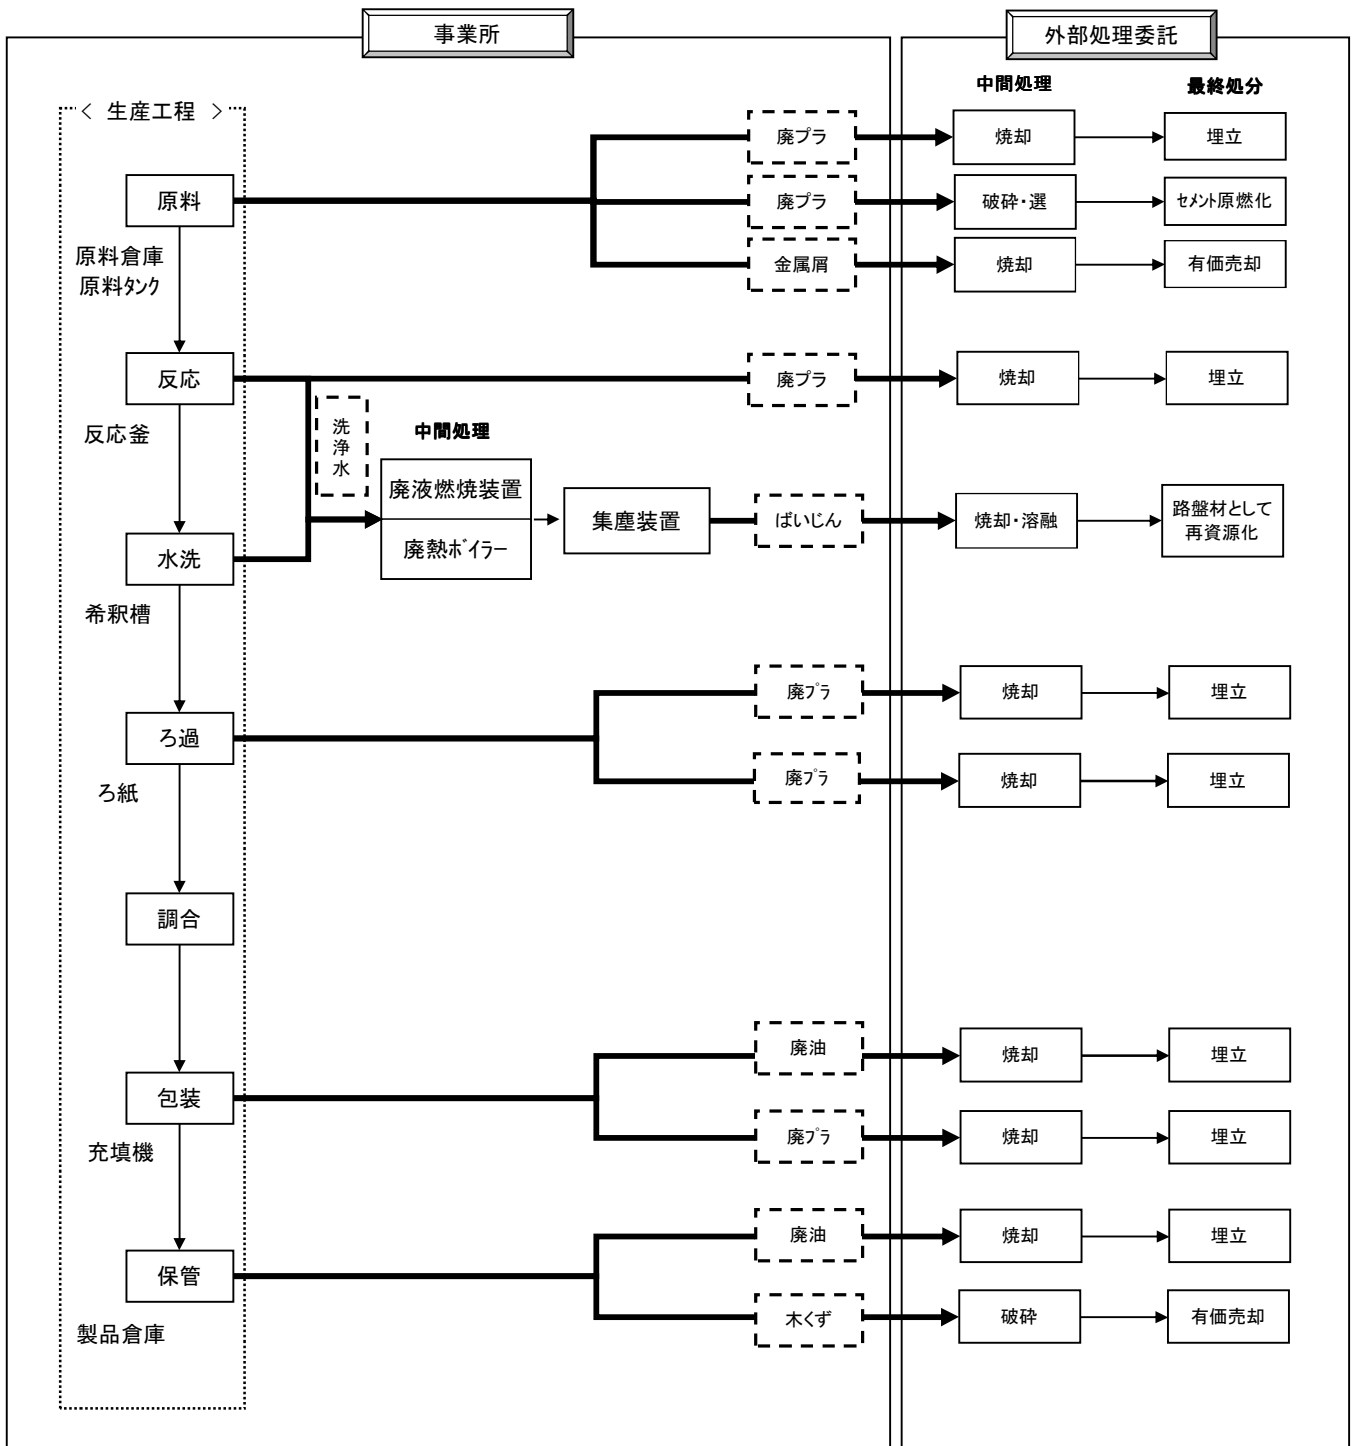 事業所
外部処理委託
中間処理
最終処分
＜ 生産工程 ＞
廃プラ
焼却
埋立
原料
廃プラ
破砕・選
ｾﾒﾝﾄ原燃化
原料倉庫
原料ﾀﾝｸ
金属屑
焼却
有価売却
反応
廃プラ
焼却
埋立
反応釜
洗
浄
水
中間処理
廃液燃焼装置
廃熱ﾎﾞｲﾗｰ
集塵装置
ばいじん
焼却・溶融
路盤材として
再資源化
水洗
希釈槽
廃ﾌﾟﾗ
焼却
埋立
ろ過
ろ紙
廃ﾌﾟﾗ
焼却
埋立
調合
廃油
焼却
埋立
包装
充填機
廃ﾌﾟﾗ
焼却
埋立
廃油
焼却
埋立
保管
製品倉庫
木くず
破砕
有価売却